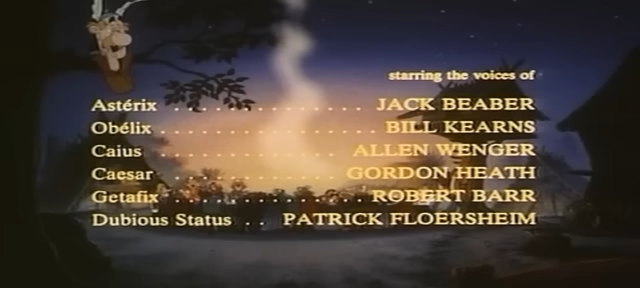 starring the voices of
Astérix . . . . . . . . . . . . . . . JACK BEABER
Obélix . . . . . . . . . . . . . . . . BILL KEARNS
Caius . . . . . . . . . . . . . . ALLEN WENGER
Caesar . . . . . . . . . . . . . GORDON HEATH
Getafix . . . . . . . . . . . . . . . ROBERT BARR
Dubious Status . . PATRICK FLOERSHEIM